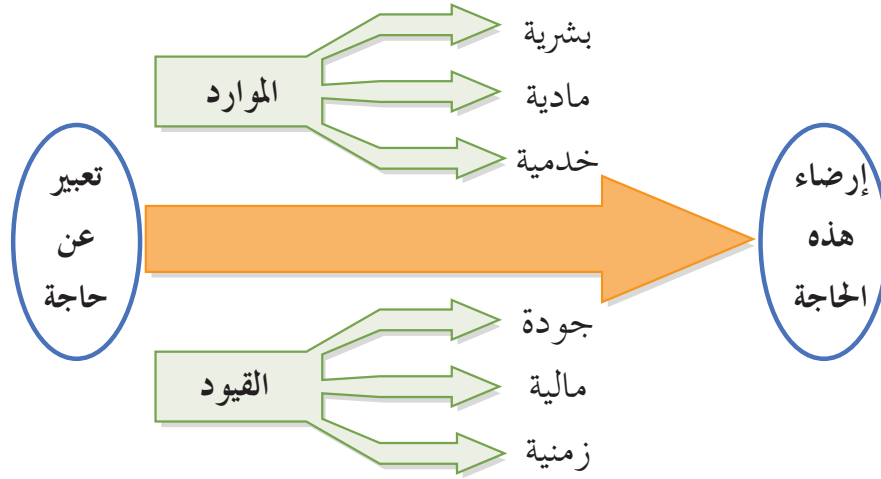 بشرية
الموارد
مادية
خدمية
تعبير
عن
حاجة
إرضاء
هذه
الحاجة
جودة
القيود
مالية
زمنية